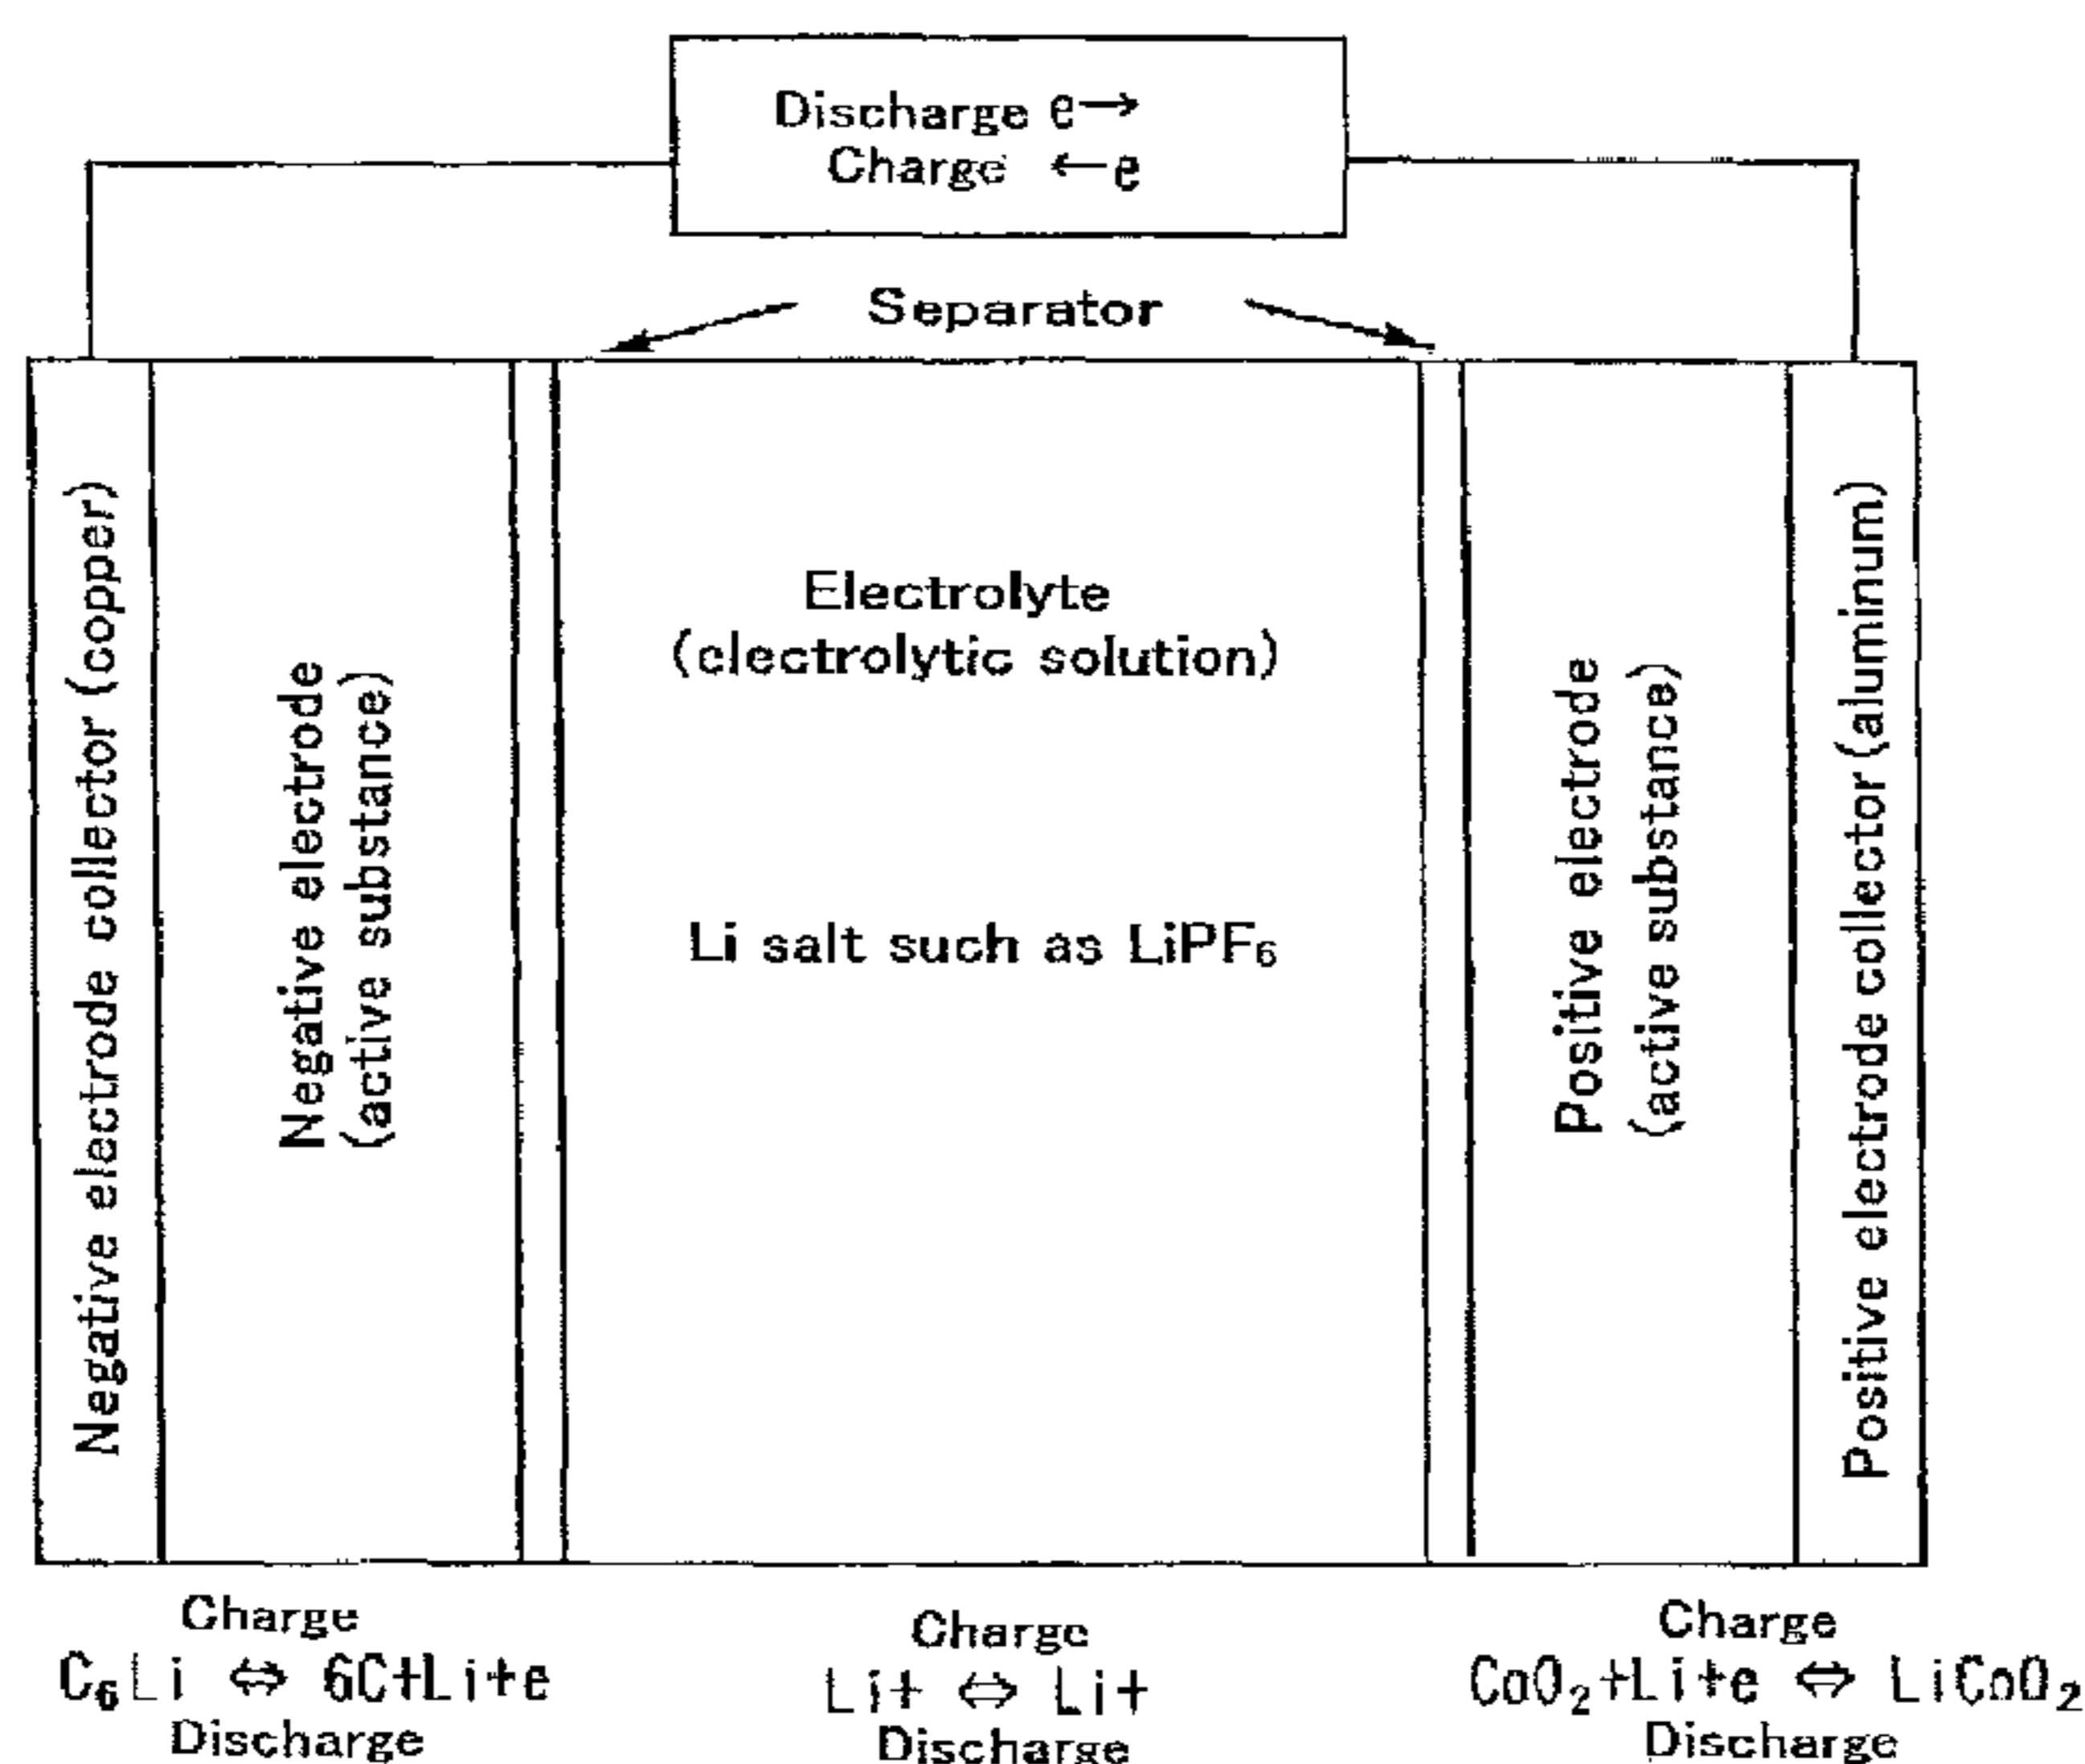 Discharge e→
Charge ←e
Separator
Negative electrode collector (copper)
Negative electrode
(active substance)
Electrolyte
(electrolytic solution)
Li salt such as LiPF₆
Positive electrode
(active substance)
Positive electrode collector (aluminum)
Charge
C₆Li ⇔ 6C+Li+e
Discharge
Charge
Li+ ⇔ Li+
Discharge
Charge
CoO₂+Li+e ⇔ LiCoO₂
Discharge